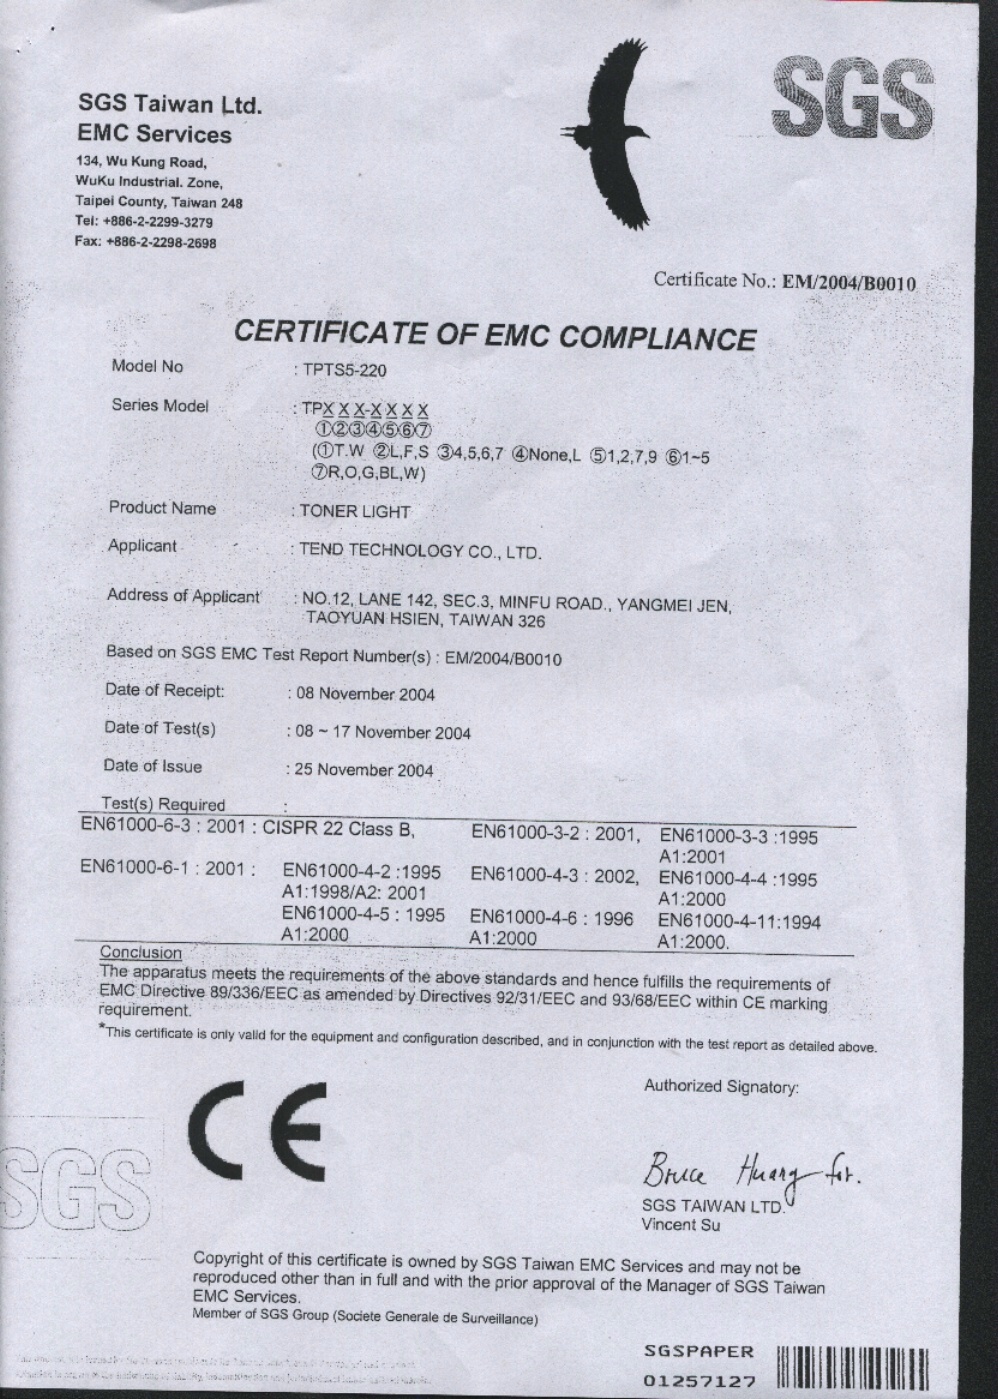 SGS Taiwan Ltd.
EMC Services
134, Wu Kung Road,
WuKu Industrial. Zone,
Taipei County, Taiwan 248
Tel: +886-2-2299-3279
Fax: +886-2-2298-2698
SGS
Certificate No.: EM/2004/B0010
CERTIFICATE OF EMC COMPLIANCE
Model No : TPTS5-220
Series Model : TPX X X-X X X X
①②③④⑤⑥⑦
(①T.W ②L,F,S ③4,5,6,7 ④None,L ⑤1,2,7,9 ⑥1~5
⑦R,O,G,BL,W)
Product Name : TONER LIGHT
Applicant : TEND TECHNOLOGY CO., LTD.
Address of Applicant : NO.12, LANE 142, SEC.3, MINFU ROAD., YANGMEI JEN,
TAOYUAN HSIEN, TAIWAN 326
Based on SGS EMC Test Report Number(s) : EM/2004/B0010
Date of Receipt: : 08 November 2004
Date of Test(s) : 08 ~ 17 November 2004
Date of Issue : 25 November 2004
Test(s) Required :
EN61000-6-3 : 2001 : CISPR 22 Class B, EN61000-3-2 : 2001, EN61000-3-3 :1995
A1:2001
EN61000-6-1 : 2001 : EN61000-4-2 :1995 EN61000-4-3 : 2002, EN61000-4-4 :1995
A1:1998/A2: 2001 A1:2000
EN61000-4-5 : 1995 EN61000-4-6 : 1996 EN61000-4-11:1994
A1:2000 A1:2000 A1:2000.
Conclusion
The apparatus meets the requirements of the above standards and hence fulfills the requirements of
EMC Directive 89/336/EEC as amended by Directives 92/31/EEC and 93/68/EEC within CE marking
requirement.
*This certificate is only valid for the equipment and configuration described, and in conjunction with the test report as detailed above.
CE
Authorized Signatory:
Bruce Huang for.
SGS TAIWAN LTD.
Vincent Su
SGS
Copyright of this certificate is owned by SGS Taiwan EMC Services and may not be
reproduced other than in full and with the prior approval of the Manager of SGS Taiwan
EMC Services.
Member of SGS Group (Societe Generale de Surveillance)
SGSPAPER
01257127